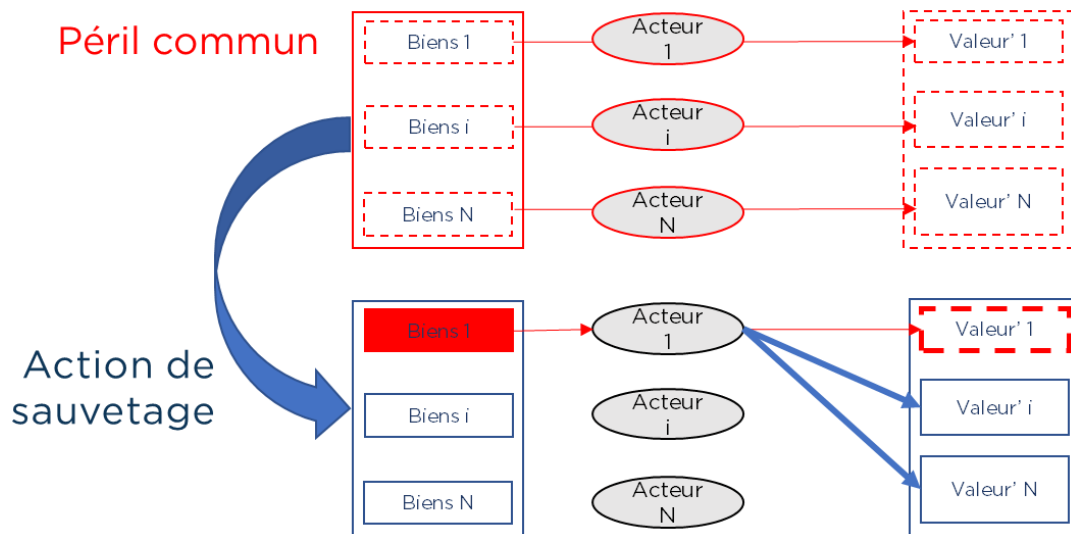 Péril commun
Biens 1
Acteur
1
Valeur' 1
Biens i
Acteur
i
Valeur' i
Biens N
Acteur
N
Valeur' N
Action de
sauvetage
Biens 1
Acteur
1
Valeur' 1
Biens i
Acteur
i
Valeur' i
Biens N
Acteur
N
Valeur' N